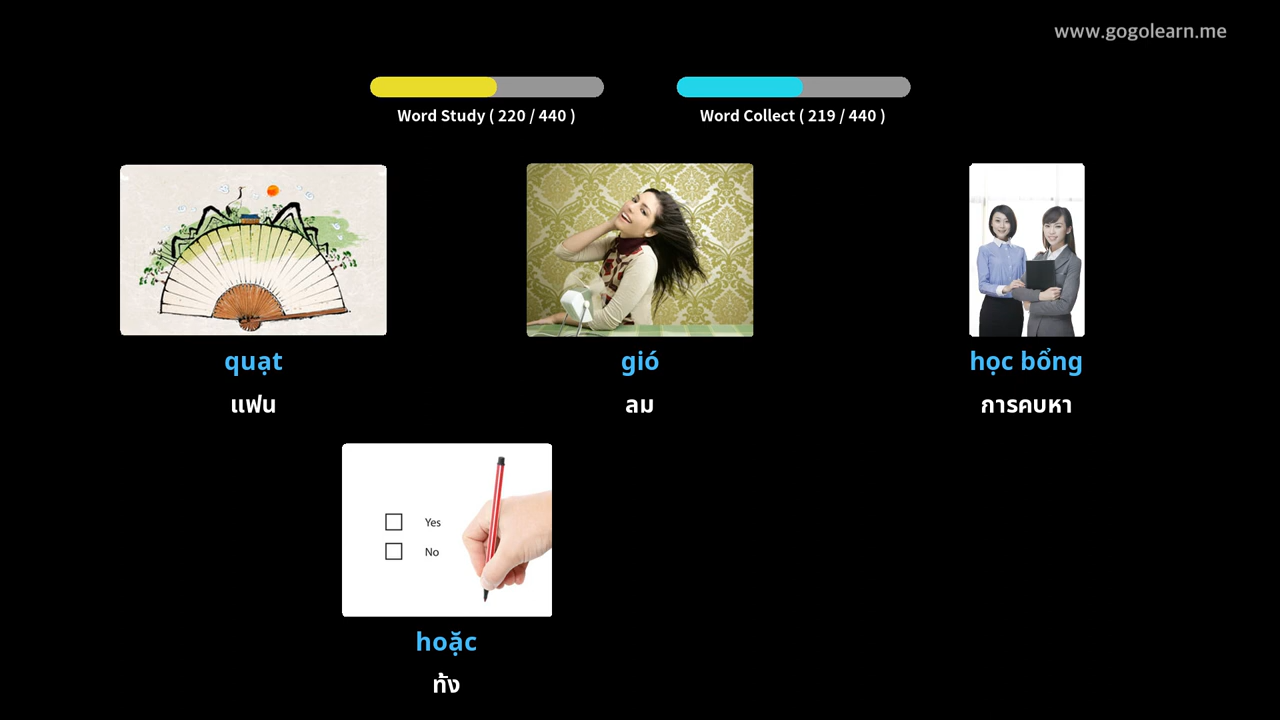 www.gogolearn.me
Word Study ( 220 / 440 )
Word Collect ( 219 / 440 )
quạt
gió
học bổng
แฟน
ลม
การคบหา
Yes
No
hoặc
ทัง